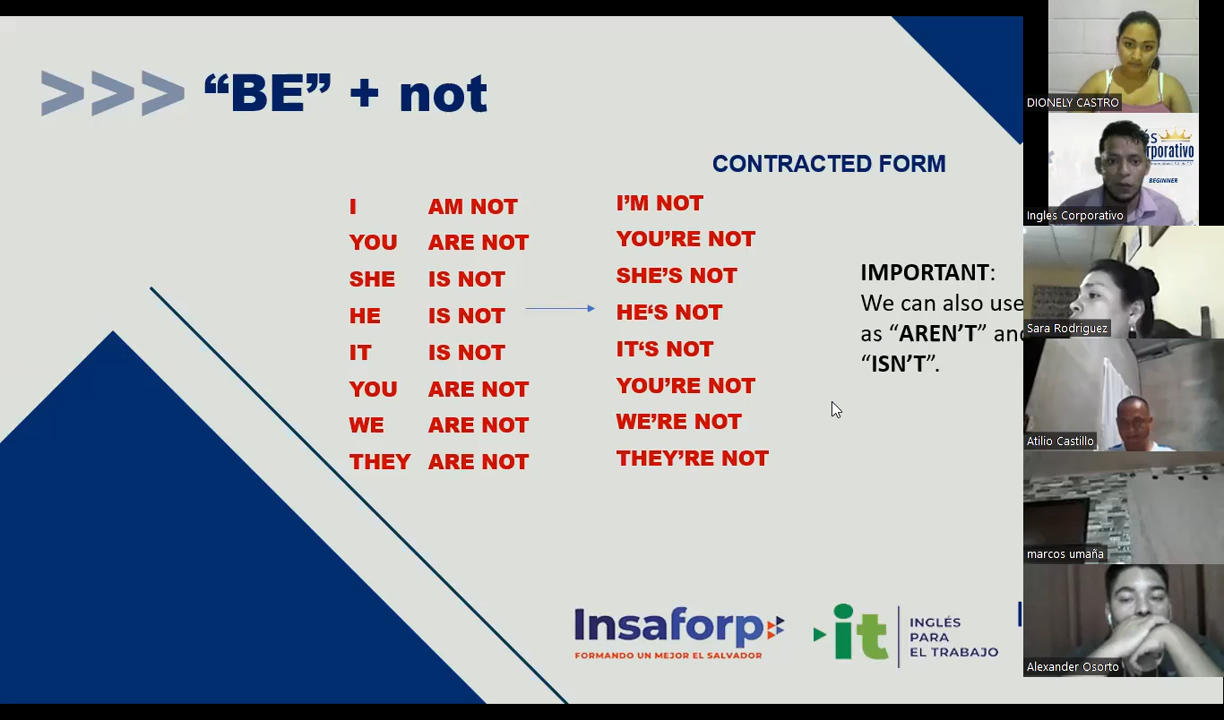 >>> “BE” + not
CONTRACTED FORM
I AM NOT I’M NOT
YOU ARE NOT YOU’RE NOT
SHE IS NOT SHE’S NOT
HE IS NOT HE‘S NOT
IT IS NOT IT‘S NOT
YOU ARE NOT YOU’RE NOT
WE ARE NOT WE’RE NOT
THEY ARE NOT THEY’RE NOT
IMPORTANT:
We can also use
as “AREN’T” and
“ISN’T”.
Insaforp
FORMANDO UN MEJOR EL SALVADOR
it
INGLÉS
PARA
EL TRABAJO
DIONELY CASTRO
BEGINNER
Ingles Corporativo
Sara Rodriguez
Atilio Castillo
marcos umaña
Alexander Osorto